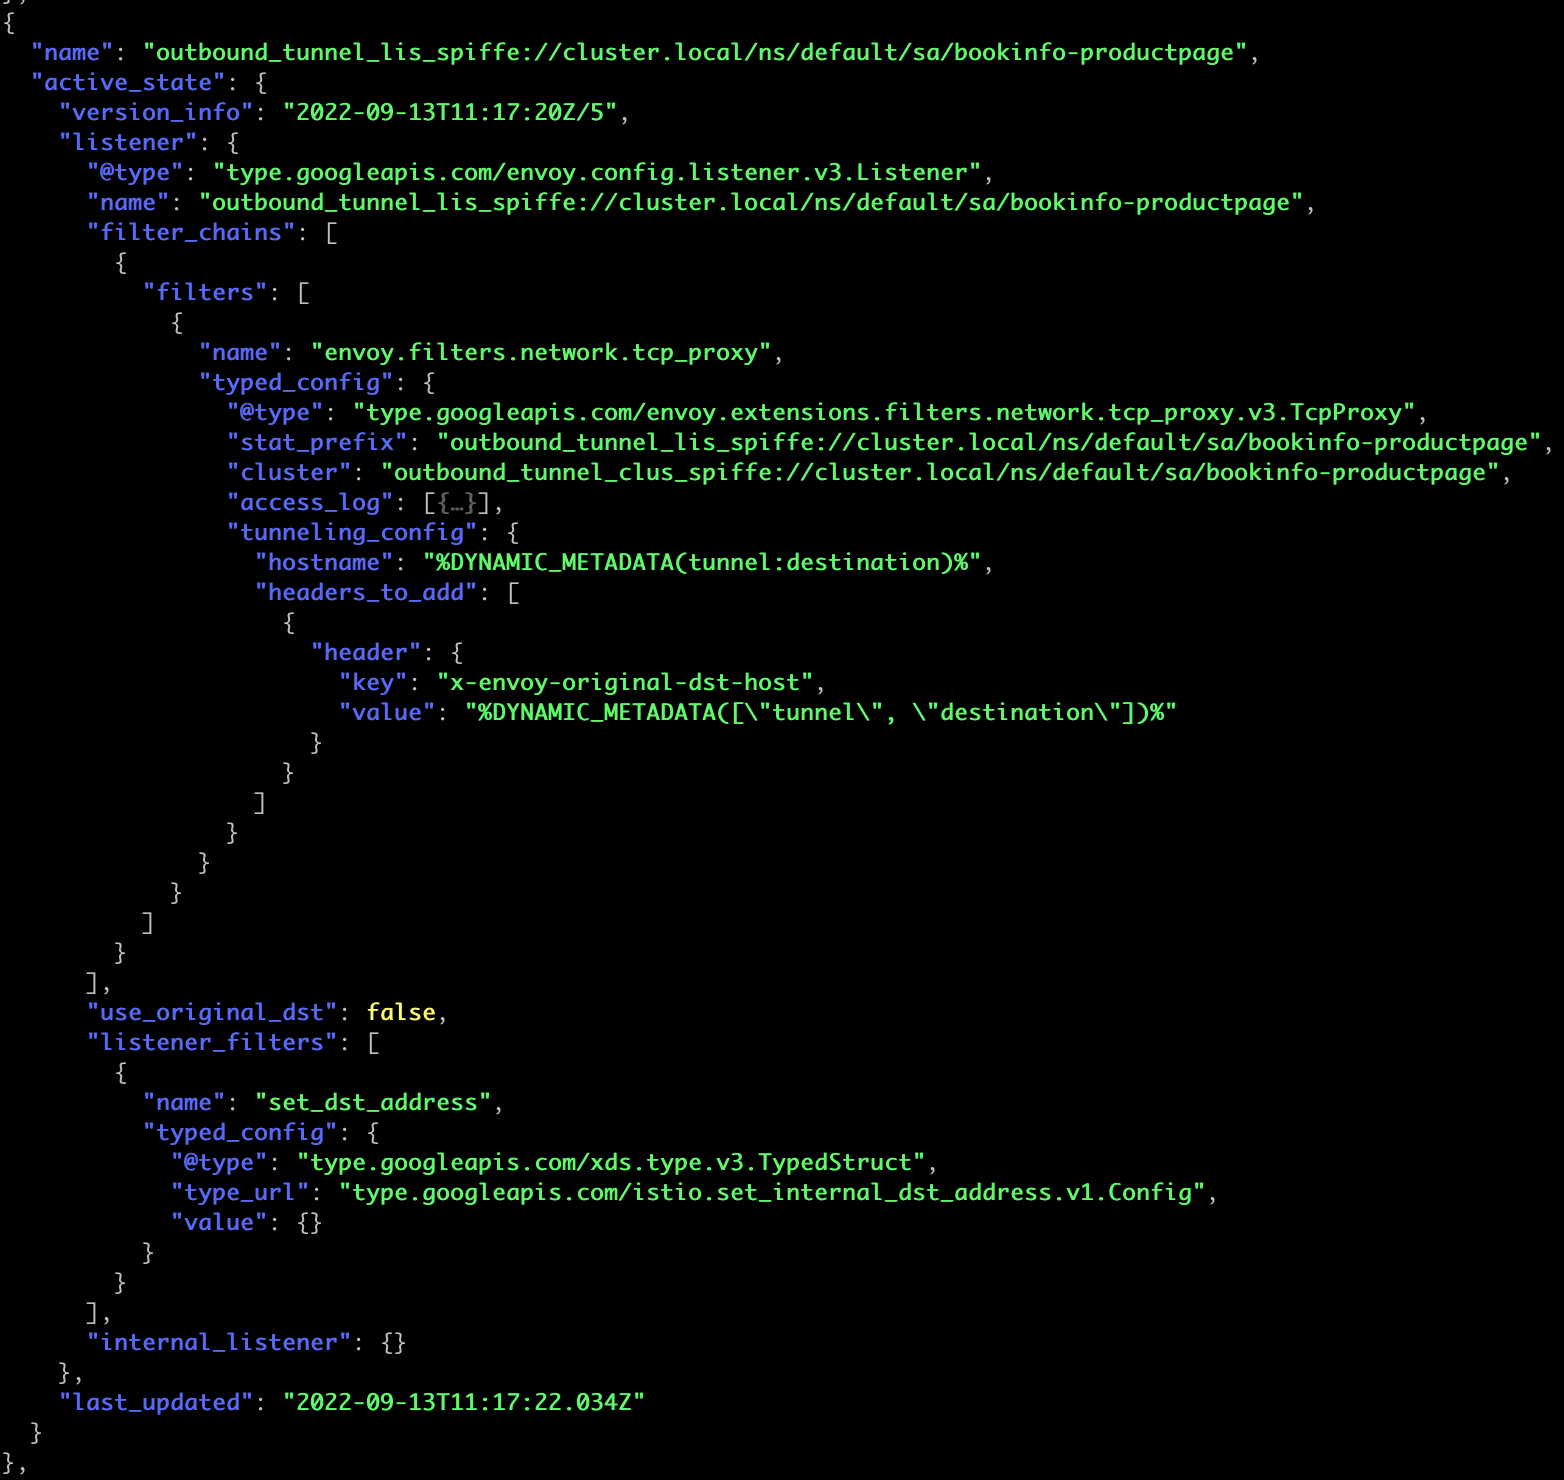 },
{
  "name": "outbound_tunnel_lis_spiffe://cluster.local/ns/default/sa/bookinfo-productpage",
  "active_state": {
    "version_info": "2022-09-13T11:17:20Z/5",
    "listener": {
      "@type": "type.googleapis.com/envoy.config.listener.v3.Listener",
      "name": "outbound_tunnel_lis_spiffe://cluster.local/ns/default/sa/bookinfo-productpage",
      "filter_chains": [
        {
          "filters": [
            {
              "name": "envoy.filters.network.tcp_proxy",
              "typed_config": {
                "@type": "type.googleapis.com/envoy.extensions.filters.network.tcp_proxy.v3.TcpProxy",
                "stat_prefix": "outbound_tunnel_lis_spiffe://cluster.local/ns/default/sa/bookinfo-productpage",
                "cluster": "outbound_tunnel_clus_spiffe://cluster.local/ns/default/sa/bookinfo-productpage",
                "access_log": [{…}],
                "tunneling_config": {
                  "hostname": "%DYNAMIC_METADATA(tunnel:destination)%",
                  "headers_to_add": [
                    {
                      "header": {
                        "key": "x-envoy-original-dst-host",
                        "value": "%DYNAMIC_METADATA([\"tunnel\", \"destination\"])%"
                      }
                    }
                  ]
                }
              }
            }
          ]
        }
      ],
      "use_original_dst": false,
      "listener_filters": [
        {
          "name": "set_dst_address",
          "typed_config": {
            "@type": "type.googleapis.com/xds.type.v3.TypedStruct",
            "type_url": "type.googleapis.com/istio.set_internal_dst_address.v1.Config",
            "value": {}
          }
        }
      ],
      "internal_listener": {}
    },
    "last_updated": "2022-09-13T11:17:22.034Z"
  }
},